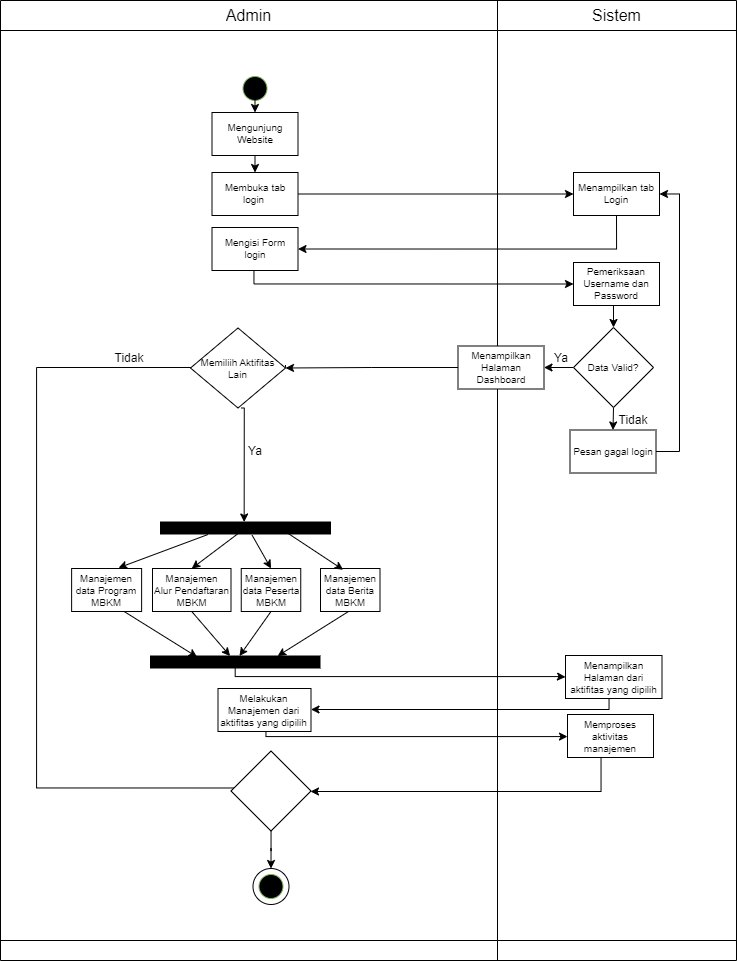 Admin
Sistem
Mengunjung
Website
Membuka tab
login
Menampilkan tab
Login
Mengisi Form
login
Pemeriksaan
Username dan
Password
Data Valid?
Ya
Tidak
Pesan gagal login
Menampilkan
Halaman
Dashboard
Memiliih Aktifitas
Lain
Tidak
Ya
Manajemen
data Program
MBKM
Manajemen
Alur Pendaftaran
MBKM
Manajemen
data Peserta
MBKM
Manajemen
data Berita
MBKM
Menampilkan
Halaman dari
aktifitas yang dipilih
Melakukan
Manajemen dari
aktifitas yang dipilih
Memproses
aktivitas
manajemen